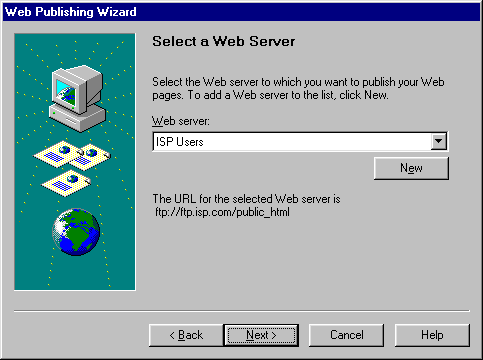 Web Publishing Wizard
Select a Web Server
Select the Web server to which you want to publish your Web
pages. To add a Web server to the list, click New.
Web server:
ISP Users
New
The URL for the selected Web server is
ftp://ftp.isp.com/public_html
< Back
Next >
Cancel
Help